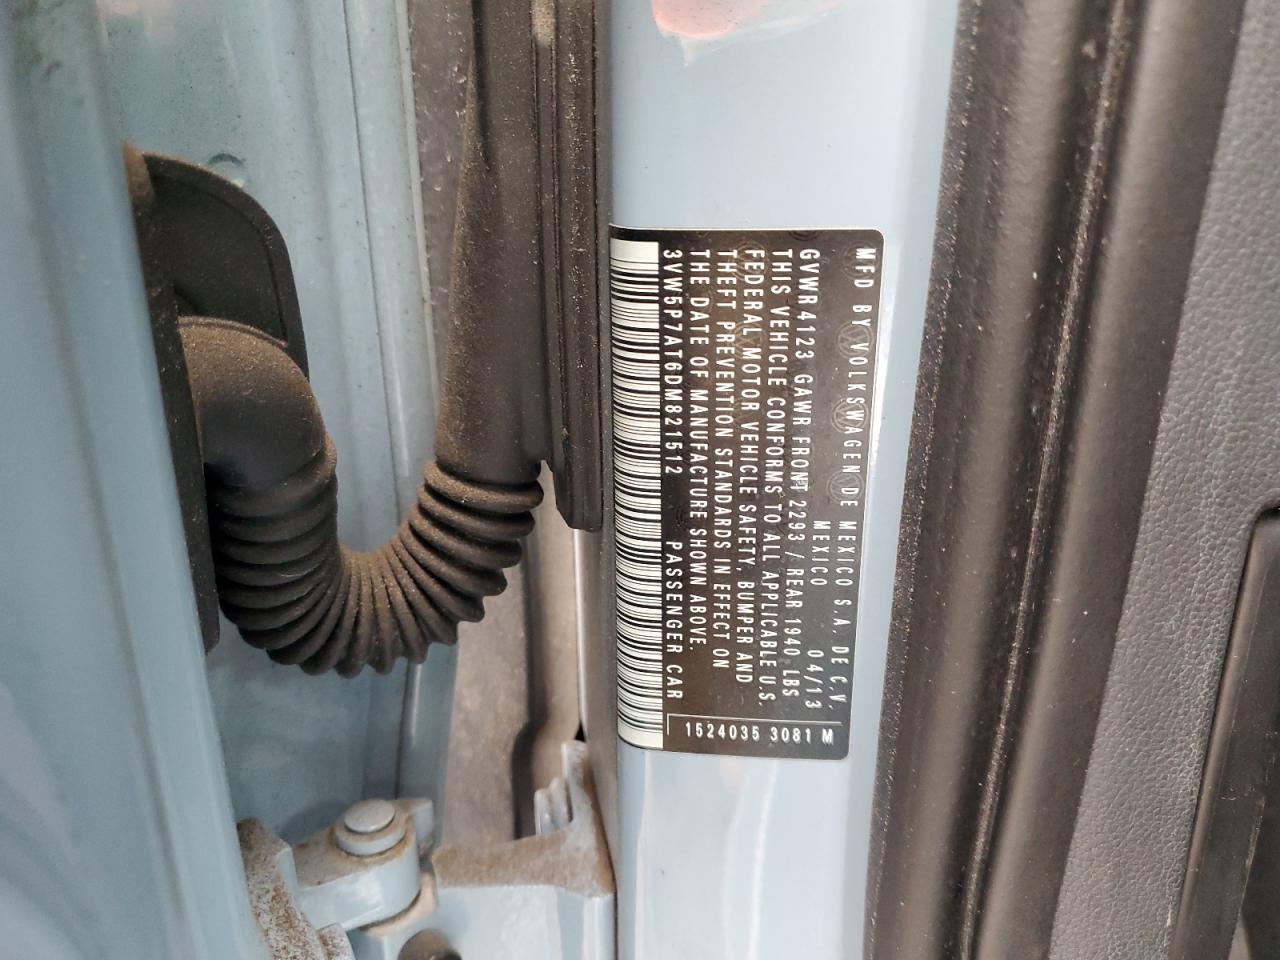 MFD BY VOLKSWAGEN DE MEXICO S.A. DE C.V.
MEXICO 04/13
GVWR 4123 GAWR FRONT 2293 / REAR 1940 LBS
THIS VEHICLE CONFORMS TO ALL APPLICABLE U.S.
FEDERAL MOTOR VEHICLE SAFETY, BUMPER AND
THEFT PREVENTION STANDARDS IN EFFECT ON
THE DATE OF MANUFACTURE SHOWN ABOVE.
3VW5P7AT6DM821512 PASSENGER CAR
1524035 3081 M